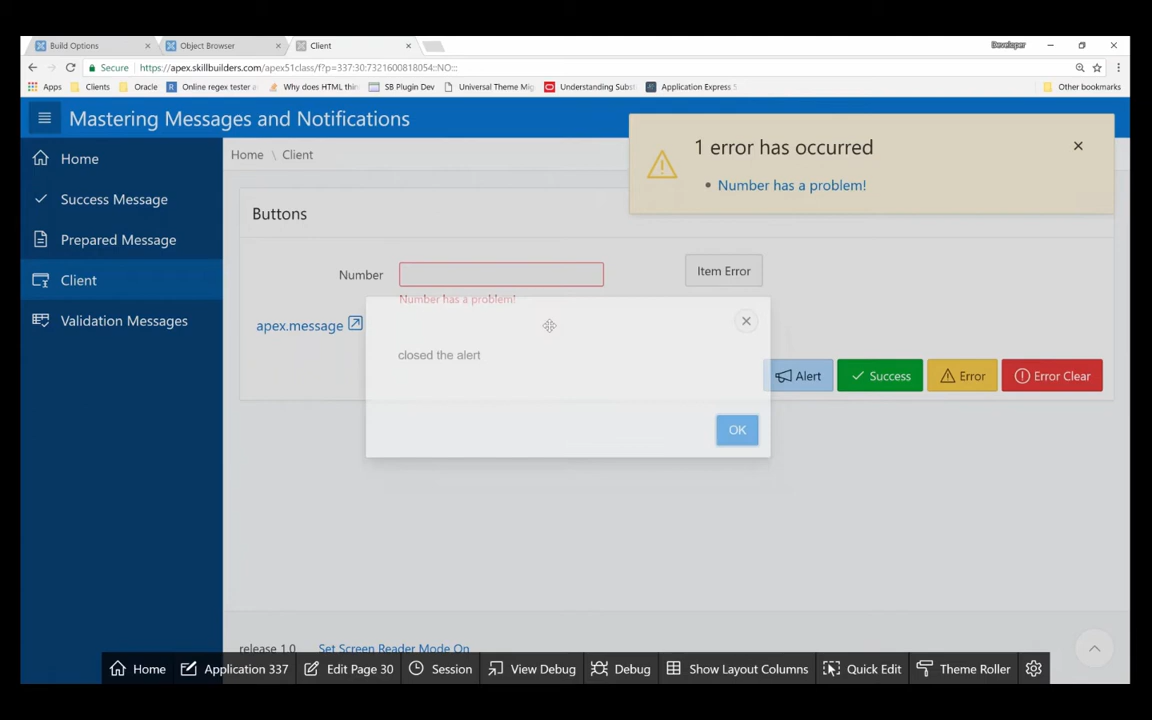 Build Options
Object Browser
Client
Developer
Secure
https://apex.skillbuilders.com/apex51class/f?p=337:30:7321600818054::NO:::
Apps
Clients
Oracle
Online regex tester a
Why does HTML thin
SB Plugin Dev
Universal Theme Mig
Understanding Subst
Application Express 5
Other bookmarks
Mastering Messages and Notifications
1 error has occurred
Number has a problem!
Home
Success Message
Prepared Message
Client
Validation Messages
Home \ Client
Buttons
Number
Item Error
Number has a problem!
apex.message
closed the alert
OK
Alert
Success
Error
Error Clear
release 1.0
Set Screen Reader Mode On
Home
Application 337
Edit Page 30
Session
View Debug
Debug
Show Layout Columns
Quick Edit
Theme Roller